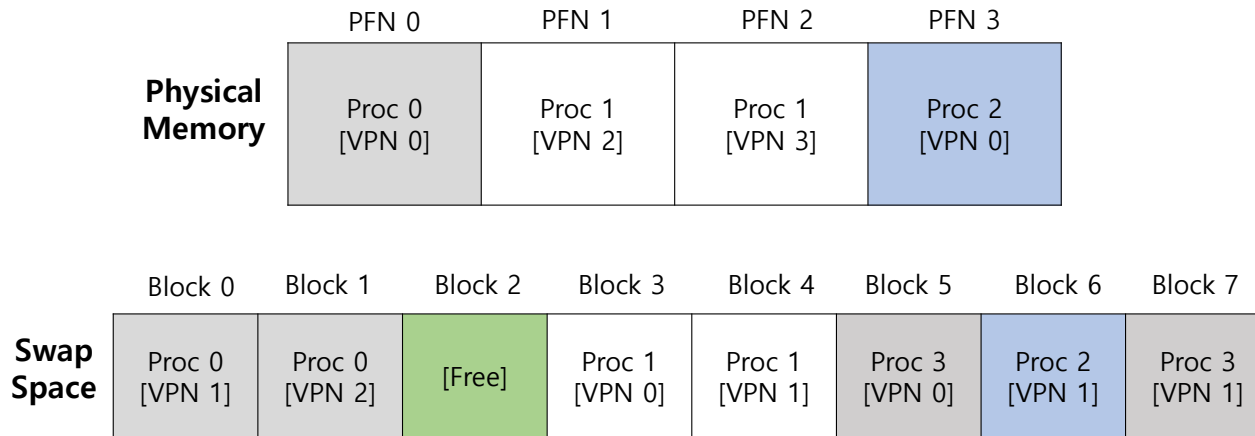 PFN 0 PFN 1 PFN 2 PFN 3
Physical
Memory
Proc 0 Proc 1 Proc 1 Proc 2
[VPN 0] [VPN 2] [VPN 3] [VPN 0]
Block 0 Block 1 Block 2 Block 3 Block 4 Block 5 Block 6 Block 7
Swap
Space
Proc 0 Proc 0 [Free] Proc 1 Proc 1 Proc 3 Proc 2 Proc 3
[VPN 1] [VPN 2] [VPN 0] [VPN 1] [VPN 0] [VPN 1] [VPN 1]